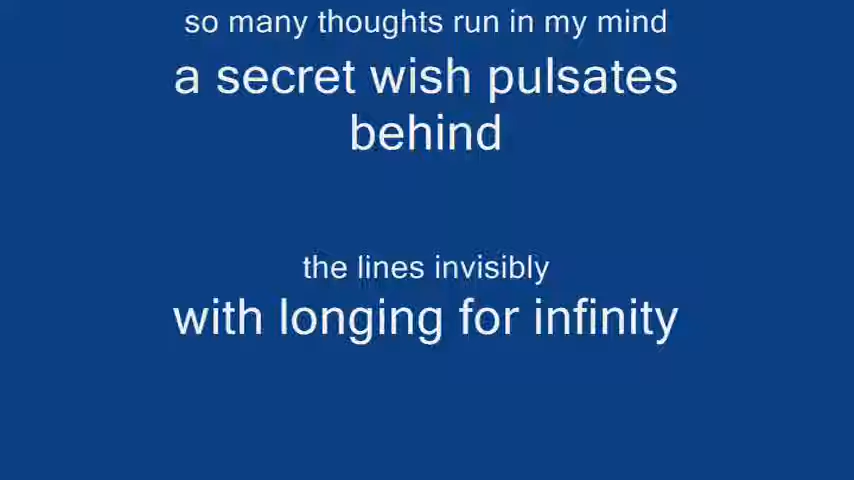 so many thoughts run in my mind
a secret wish pulsates
behind
the lines invisibly
with longing for infinity